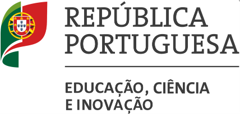 REPÚBLICA
PORTUGUESA
EDUCAÇÃO, CIÊNCIA
E INOVAÇÃO